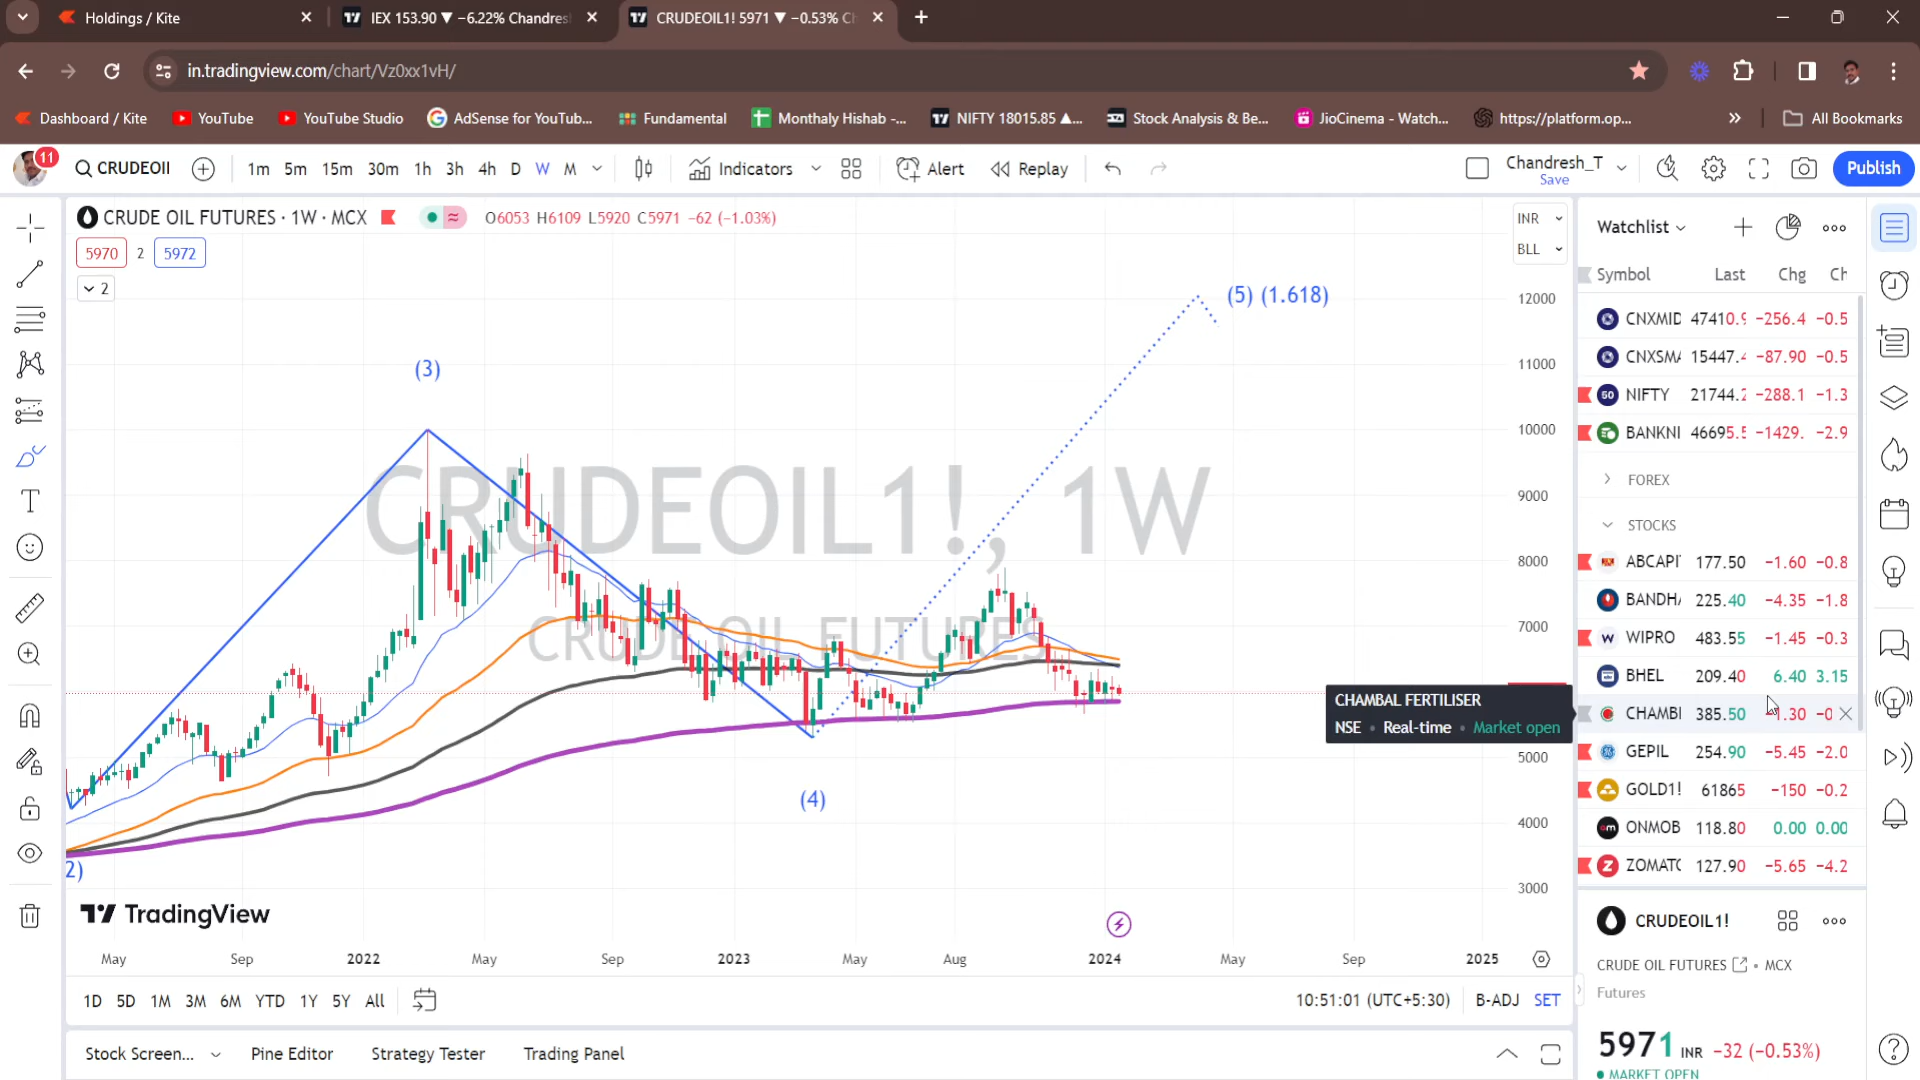 Holdings / Kite
IEX 153.90 ▼ −6.22% Chandres
CRUDEOIL1! 5971 ▼ −0.53% Ch
in.tradingview.com/chart/Vz0xx1vH/
Dashboard / Kite
YouTube
YouTube Studio
AdSense for YouTub...
Fundamental
Monthaly Hishab -...
NIFTY 18015.85 ▲...
Stock Analysis & Be...
JioCinema - Watch...
https://platform.op...
All Bookmarks
11
CRUDEOIL
1m 5m 15m 30m 1h 3h 4h D W M
Indicators
Alert
Replay
Chandresh_T
Save
Publish
CRUDE OIL FUTURES · 1W · MCX
O6053 H6109 L5920 C5971 −62 (−1.03%)
5970 2 5972
2
INR
BLL
(5) (1.618)
(3)
(4)
2)
CRUDEOIL1!, 1W
CRUDE OIL FUTURES
12000
11000
10000
9000
8000
7000
5000
4000
3000
CHAMBAL FERTILISER
NSE • Real-time • Market open
TradingView
May Sep 2022 May Sep 2023 May Aug 2024 May Sep 2025
1D 5D 1M 3M 6M YTD 1Y 5Y All
10:51:01 (UTC+5:30) B-ADJ SET
Stock Screen... Pine Editor Strategy Tester Trading Panel
Watchlist
Symbol Last Chg Ch
CNXMID 47410.9 −256.4 −0.5
CNXSMA 15447.4 −87.90 −0.5
50 NIFTY 21744.2 −288.1 −1.3
BANKNI 46695.5 −1429. −2.9
FOREX
STOCKS
ABCAPI 177.50 −1.60 −0.8
BANDHA 225.40 −4.35 −1.8
W WIPRO 483.55 −1.45 −0.3
BHEL 209.40 6.40 3.15
CHAMBI 385.50 −1.30 −0
GEPIL 254.90 −5.45 −2.0
GOLD1! 61865 −150 −0.2
om ONMOB 118.80 0.00 0.00
Z ZOMATO 127.90 −5.65 −4.2
CRUDEOIL1!
CRUDE OIL FUTURES • MCX
Futures
5971 INR −32 (−0.53%)
MARKET OPEN